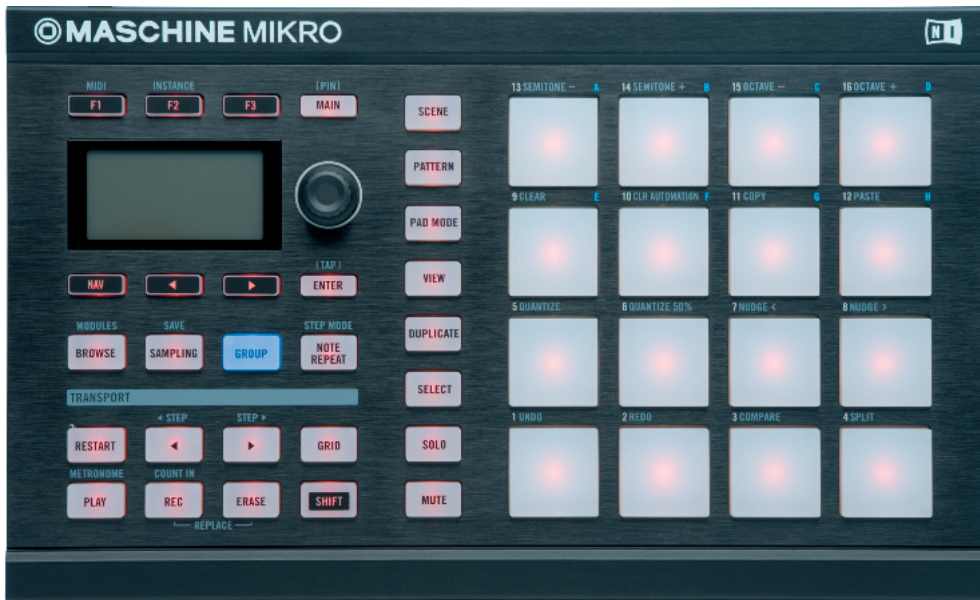 MASCHINE MIKRO
NI
MIDI INSTANCE [PIN]
F1 F2 F3 MAIN
NAV
[TAP]
ENTER
MODULES SAVE STEP MODE
BROWSE SAMPLING GROUP NOTE REPEAT
TRANSPORT
◂ STEP STEP ▸
RESTART ◂ ▸ GRID
METRONOME COUNT IN
PLAY REC ERASE SHIFT
REPLACE
SCENE
PATTERN
PAD MODE
VIEW
DUPLICATE
SELECT
SOLO
MUTE
13 SEMITONE - A 14 SEMITONE + B 15 OCTAVE - C 16 OCTAVE + D
9 CLEAR E 10 CLR AUTOMATION F 11 COPY G 12 PASTE H
5 QUANTIZE 6 QUANTIZE 50% 7 NUDGE < 8 NUDGE >
1 UNDO 2 REDO 3 COMPARE 4 SPLIT